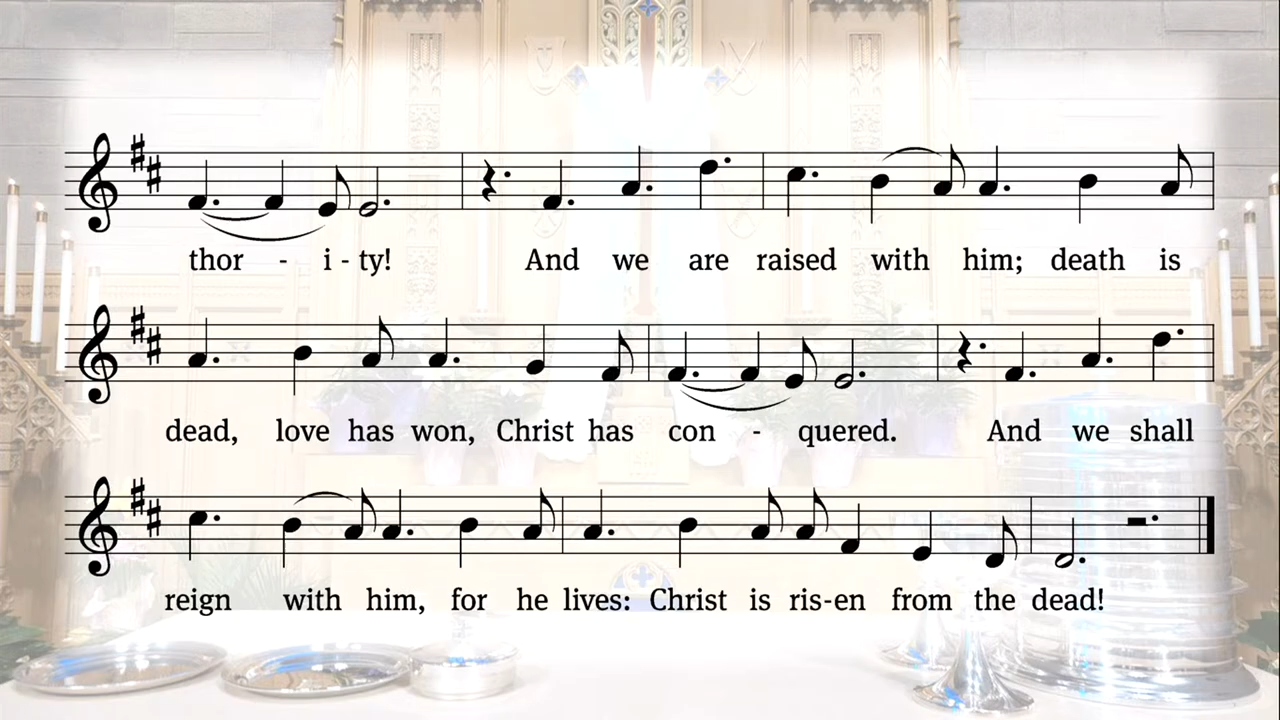 thor - i - ty! And we are raised with him; death is
dead, love has won, Christ has con - quered. And we shall
reign with him, for he lives: Christ is ris-en from the dead!